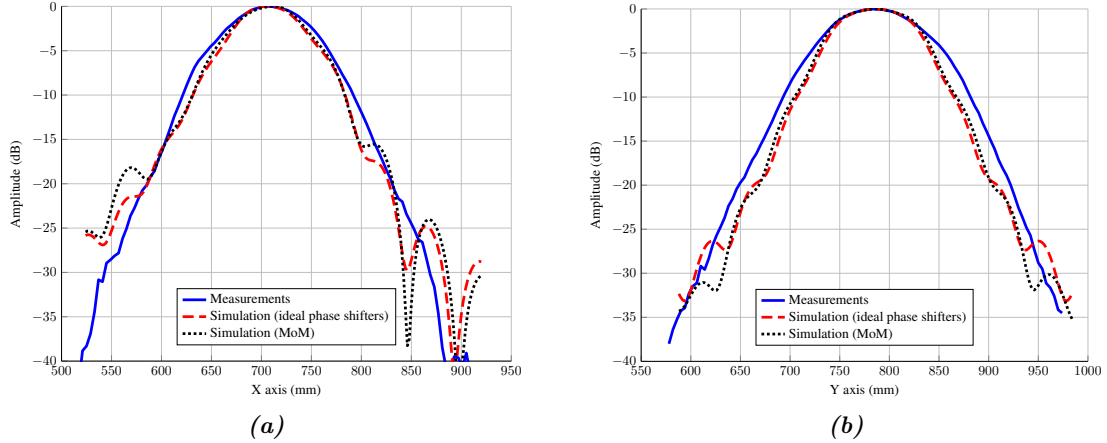 0
−5
−10
−15
−20
−25
−30
−35
−40
Amplitude (dB)
Measurements
Simulation (ideal phase shifters)
Simulation (MoM)
500 550 600 650 700 750 800 850 900 950
X axis (mm)
(a)
0
−5
−10
−15
−20
−25
−30
−35
−40
Amplitude (dB)
Measurements
Simulation (ideal phase shifters)
Simulation (MoM)
550 600 650 700 750 800 850 900 950 1000
Y axis (mm)
(b)